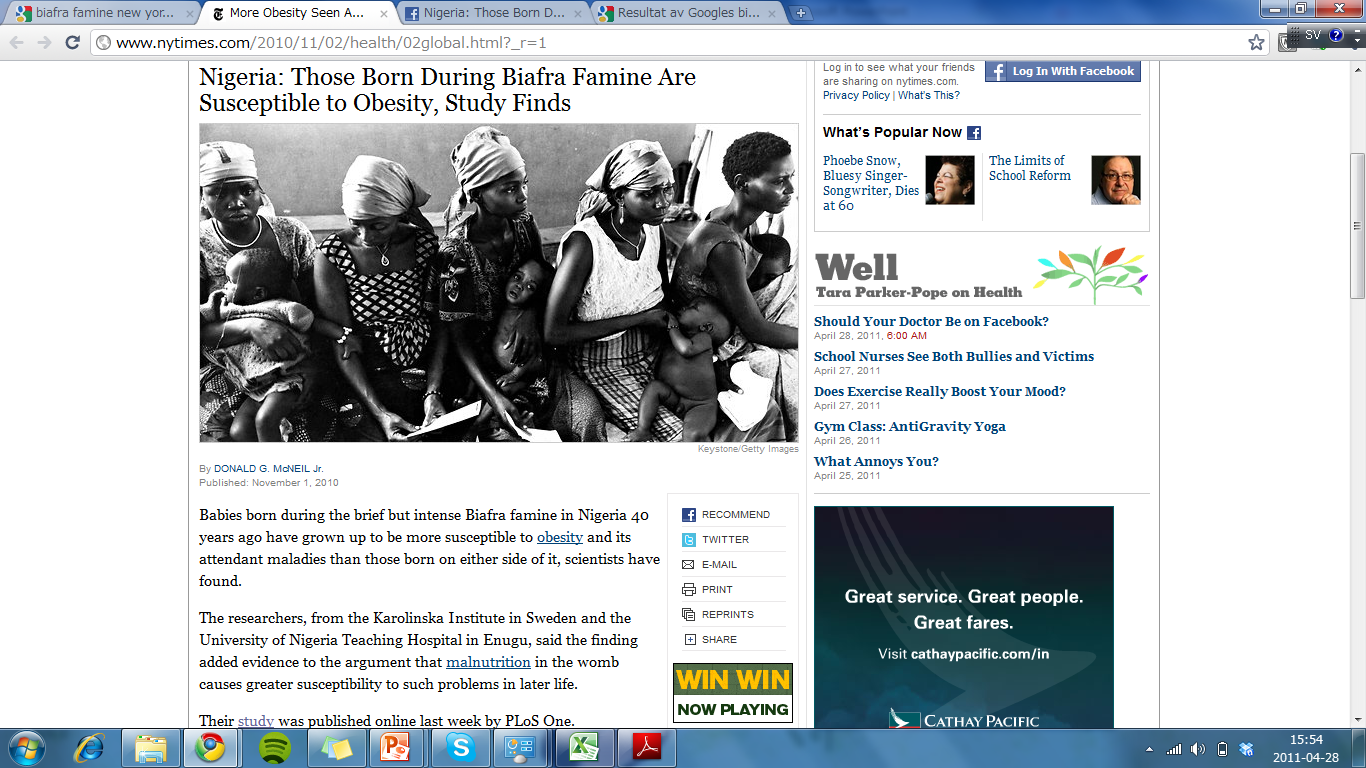 biafra famine new yor...
More Obesity Seen A...
Nigeria: Those Born D...
Resultat av Googles bi...
www.nytimes.com/2010/11/02/health/02global.html?_r=1
SV
Nigeria: Those Born During Biafra Famine Are
Susceptible to Obesity, Study Finds
Keystone/Getty Images
By DONALD G. McNEIL Jr.
Published: November 1, 2010
Babies born during the brief but intense Biafra famine in Nigeria 40
years ago have grown up to be more susceptible to obesity and its
attendant maladies than those born on either side of it, scientists have
found.
The researchers, from the Karolinska Institute in Sweden and the
University of Nigeria Teaching Hospital in Enugu, said the finding
added evidence to the argument that malnutrition in the womb
causes greater susceptibility to such problems in later life.
Their study was published online last week by PLoS One.
RECOMMEND
TWITTER
E-MAIL
PRINT
REPRINTS
SHARE
WIN WIN
NOW PLAYING
Log in to see what your friends
are sharing on nytimes.com.
Privacy Policy | What's This?
Log In With Facebook
What's Popular Now
Phoebe Snow,
Bluesy Singer-
Songwriter, Dies
at 60
The Limits of
School Reform
Well
Tara Parker-Pope on Health
Should Your Doctor Be on Facebook?
April 28, 2011, 6:00 AM
School Nurses See Both Bullies and Victims
April 27, 2011
Does Exercise Really Boost Your Mood?
April 27, 2011
Gym Class: AntiGravity Yoga
April 26, 2011
What Annoys You?
April 25, 2011
Great service. Great people.
Great fares.
Visit cathaypacific.com/in
CATHAY PACIFIC
15:54
2011-04-28